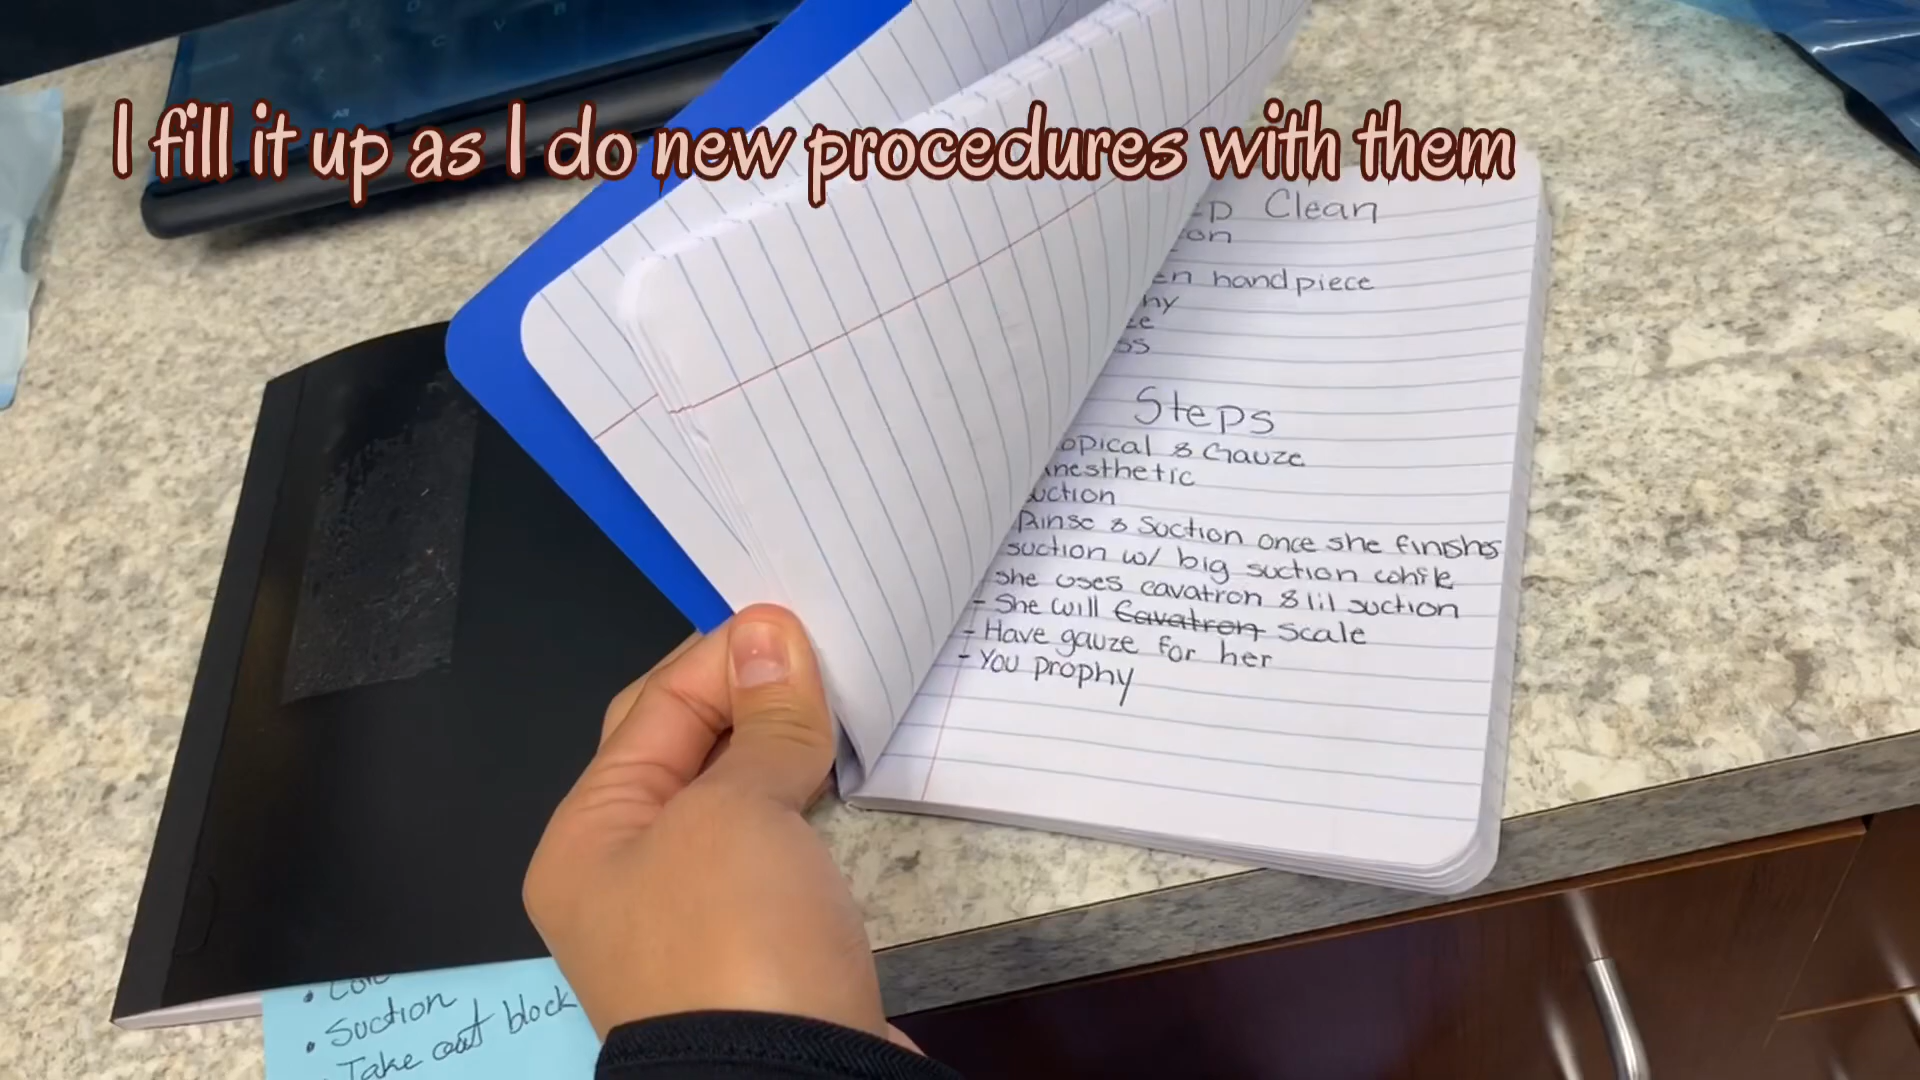 I fill it up as I do new procedures with them
Clean
handpiece
Steps
& Gauze
Rinse & Suction once she finishes
suction w/ big suction while
she uses cavatron & lil suction
- She will Cavatron scale
- Have gauze for her
- You prophy
• Suction
• Take out block